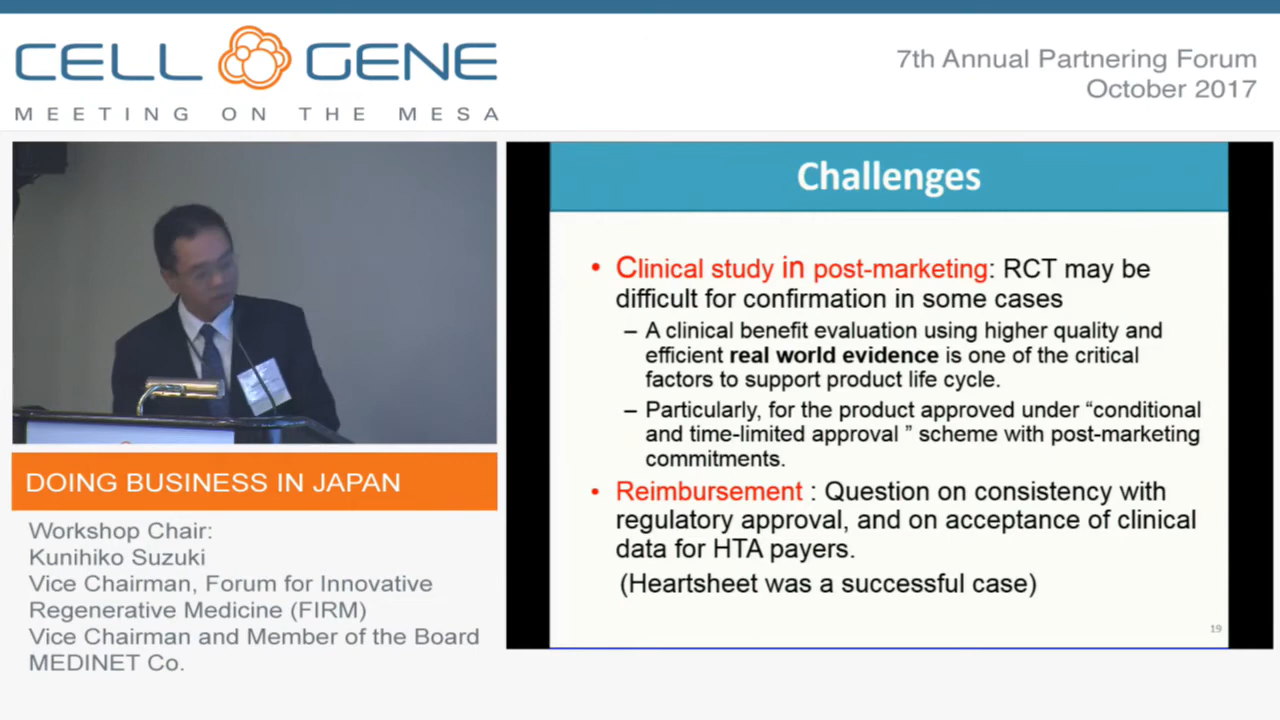 CELL GENE
MEETING ON THE MESA
7th Annual Partnering Forum
October 2017
Challenges
• Clinical study in post-marketing: RCT may be
difficult for confirmation in some cases
– A clinical benefit evaluation using higher quality and
efficient real world evidence is one of the critical
factors to support product life cycle.
– Particularly, for the product approved under “conditional
and time-limited approval ” scheme with post-marketing
commitments.
• Reimbursement : Question on consistency with
regulatory approval, and on acceptance of clinical
data for HTA payers.
(Heartsheet was a successful case)
19
DOING BUSINESS IN JAPAN
Workshop Chair:
Kunihiko Suzuki
Vice Chairman, Forum for Innovative
Regenerative Medicine (FIRM)
Vice Chairman and Member of the Board
MEDINET Co.